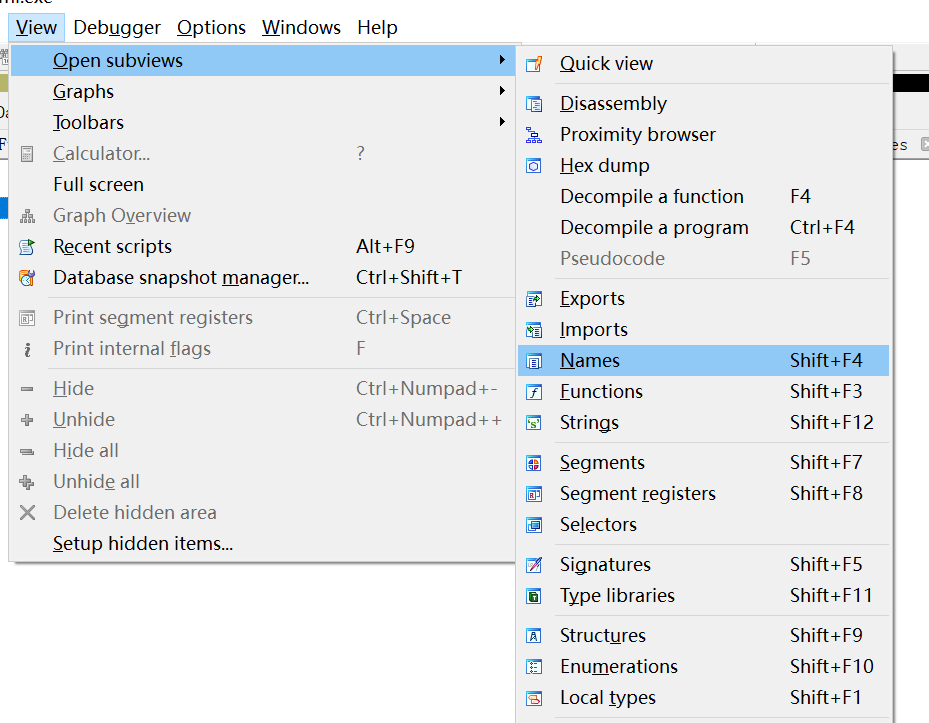 View Debugger Options Windows Help
Open subviews
Graphs
Toolbars
Calculator... ?
Full screen
Graph Overview
Recent scripts Alt+F9
Database snapshot manager... Ctrl+Shift+T
Print segment registers Ctrl+Space
Print internal flags F
Hide Ctrl+Numpad+-
Unhide Ctrl+Numpad++
Hide all
Unhide all
Delete hidden area
Setup hidden items...
Quick view
Disassembly
Proximity browser
Hex dump
Decompile a function F4
Decompile a program Ctrl+F4
Pseudocode F5
Exports
Imports
Names Shift+F4
Functions Shift+F3
Strings Shift+F12
Segments Shift+F7
Segment registers Shift+F8
Selectors
Signatures Shift+F5
Type libraries Shift+F11
Structures Shift+F9
Enumerations Shift+F10
Local types Shift+F1